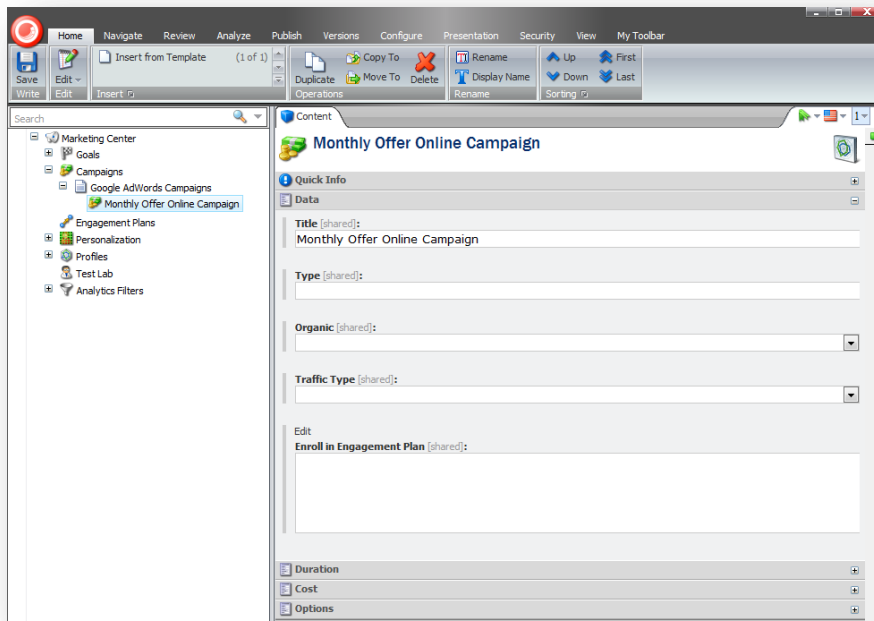 Home Navigate Review Analyze Publish Versions Configure Presentation Security View My Toolbar
Insert from Template (1 of 1) Copy To Rename Up First
Save Edit Duplicate Move To Delete Display Name Down Last
Write Edit Insert Operations Rename Sorting
Search
Content
1
Marketing Center
Goals
Campaigns
Google AdWords Campaigns
Monthly Offer Online Campaign
Engagement Plans
Personalization
Profiles
Test Lab
Analytics Filters
Monthly Offer Online Campaign
Quick Info
Data
Title [shared]:
Monthly Offer Online Campaign
Type [shared]:
Organic [shared]:
Traffic Type [shared]:
Edit
Enroll in Engagement Plan [shared]:
Duration
Cost
Options